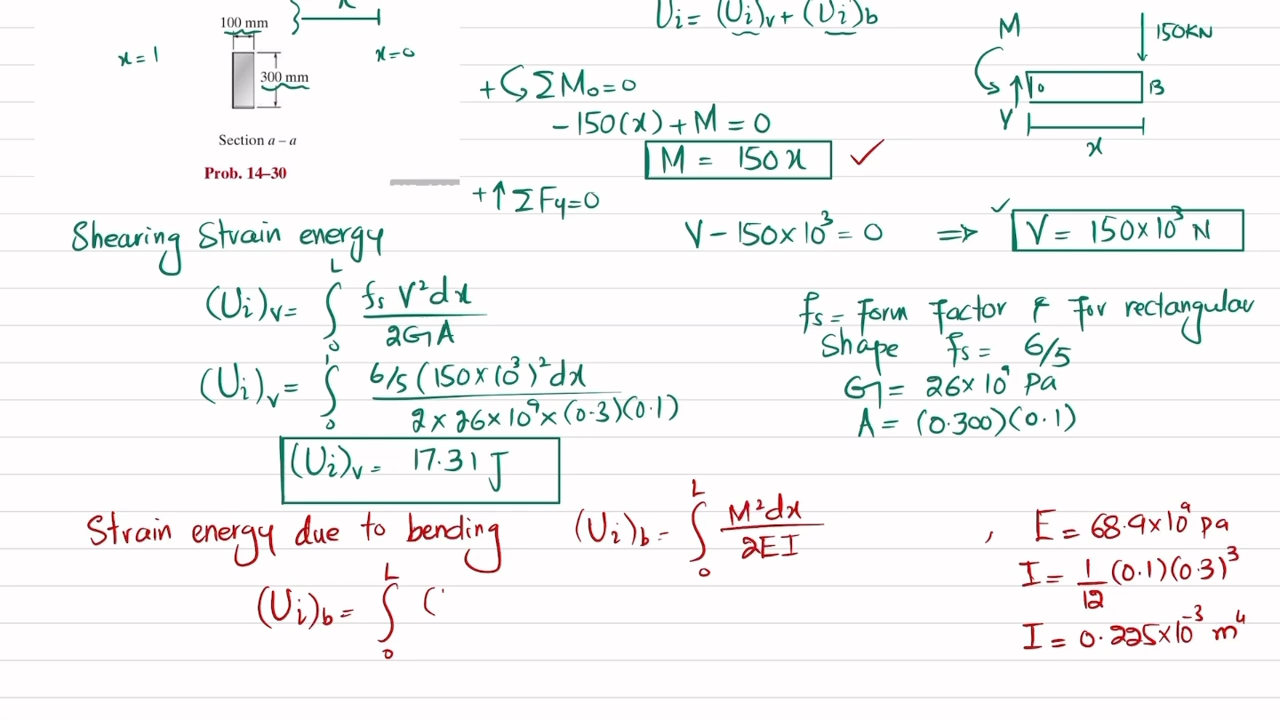 x
100 mm
x=1
x=0
300 mm
Section a – a
Prob. 14–30
Ui = (Ui)v + (Ui)b
M
150KN
o
B
V
x
+ ΣMo=0
-150(x) + M = 0
M = 150x ✓
+↑ΣFy=0
V - 150×10³ = 0 ⇒ ✓ V = 150×10³ N
Shearing Strain energy
(Ui)v = ∫₀ᴸ fs V²dx / 2GA
fs = Form Factor & for rectangular
Shape fs = 6/5
(Ui)v = ∫₀¹ 6/5 (150×10³)² dx / 2×26×10⁹×(0.3)(0.1)
G = 26×10⁹ Pa
A = (0.300)(0.1)
(Ui)v = 17.31 J
Strain energy due to bending (Ui)b = ∫₀ᴸ M²dx / 2EI , E = 68.9×10⁹ Pa
I = 1/12 (0.1)(0.3)³
(Ui)b = ∫₀ᴸ (
I = 0.225×10⁻³ m⁴